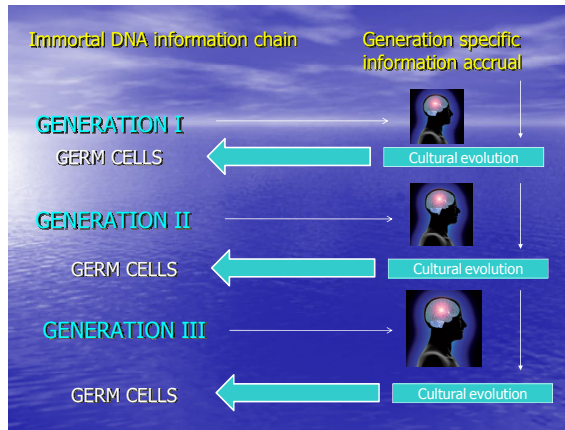 Immortal DNA information chain
Generation specific
information accrual
GENERATION I
GERM CELLS
Cultural evolution
GENERATION II
GERM CELLS
Cultural evolution
GENERATION III
GERM CELLS
Cultural evolution